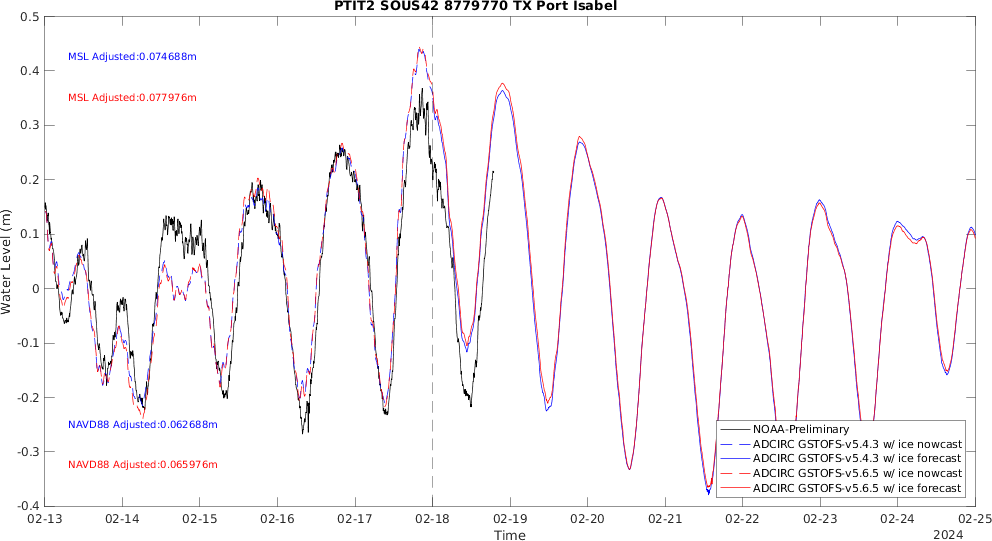 PTIT2 SOUS42 8779770 TX Port Isabel
0.5
0.4
0.3
0.2
0.1
0
-0.1
-0.2
-0.3
-0.4
Water Level (m)
MSL Adjusted:0.074688m
MSL Adjusted:0.077976m
NAVD88 Adjusted:0.062688m
NAVD88 Adjusted:0.065976m
NOAA-Preliminary
ADCIRC GSTOFS-v5.4.3 w/ ice nowcast
ADCIRC GSTOFS-v5.4.3 w/ ice forecast
ADCIRC GSTOFS-v5.6.5 w/ ice nowcast
ADCIRC GSTOFS-v5.6.5 w/ ice forecast
02-13 02-14 02-15 02-16 02-17 02-18 02-19 02-20 02-21 02-22 02-23 02-24 02-25
Time
2024